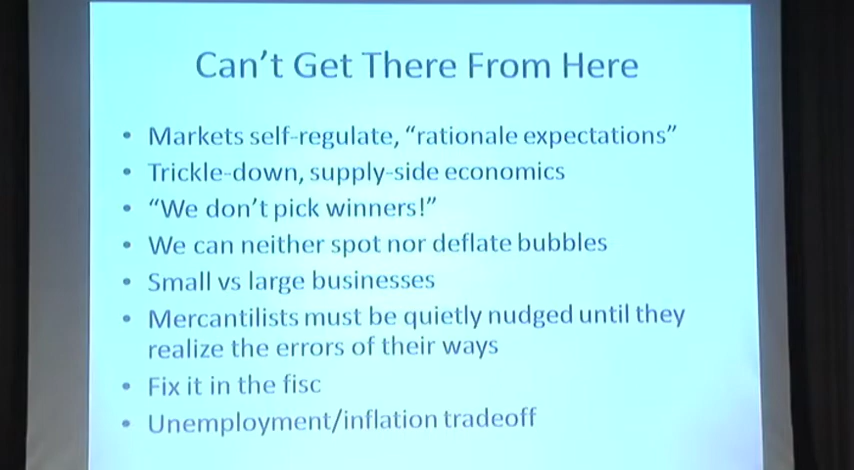 Can't Get There From Here
• Markets self-regulate, “rationale expectations”
• Trickle-down, supply-side economics
• “We don't pick winners!”
• We can neither spot nor deflate bubbles
• Small vs large businesses
• Mercantilists must be quietly nudged until they
realize the errors of their ways
• Fix it in the fisc
• Unemployment/inflation tradeoff